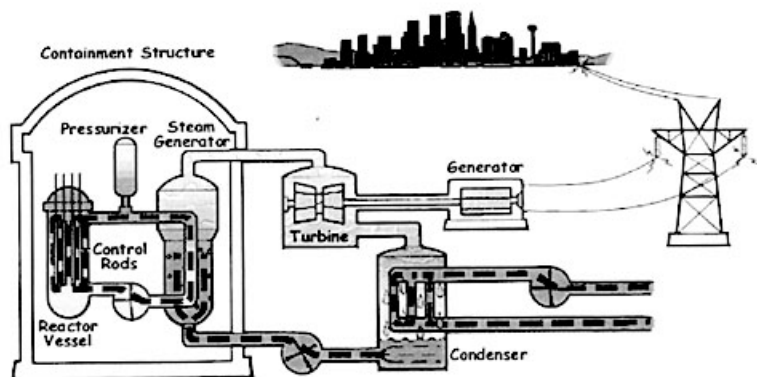 Containment Structure
Pressurizer
Steam
Generator
Generator
Turbine
Control
Rods
Reactor
Vessel
Condenser